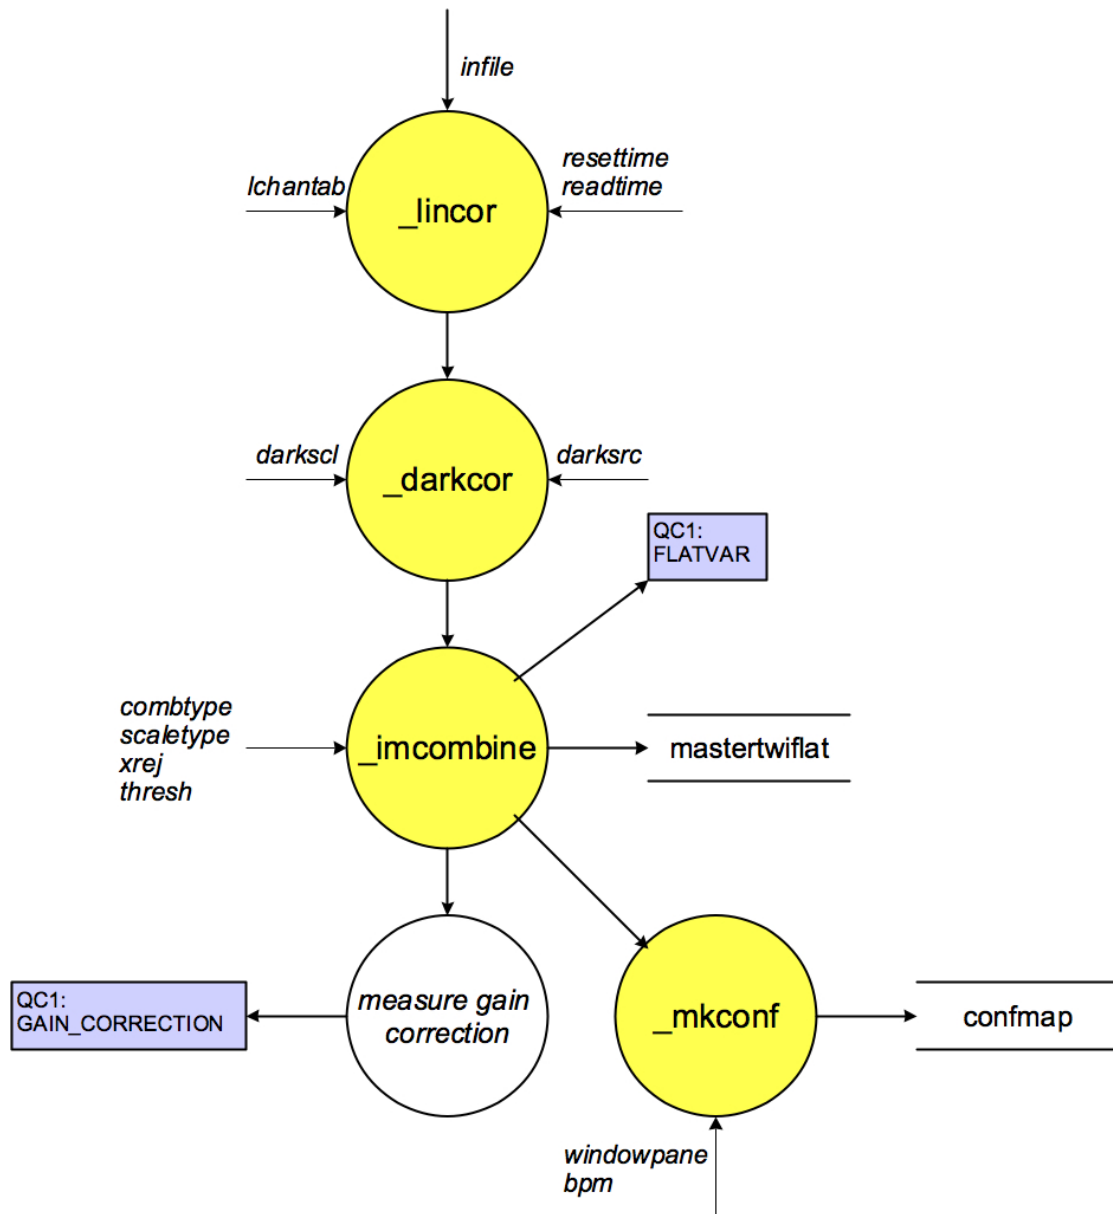 infile
lchantab
resettime
readtime
_lincor
darkscl
darksrc
_darkcor
QC1:
FLATVAR
combtype
scaletype
xrej
thresh
_imcombine
mastertwiflat
QC1:
GAIN_CORRECTION
measure gain
correction
_mkconf
confmap
windowpane
bpm